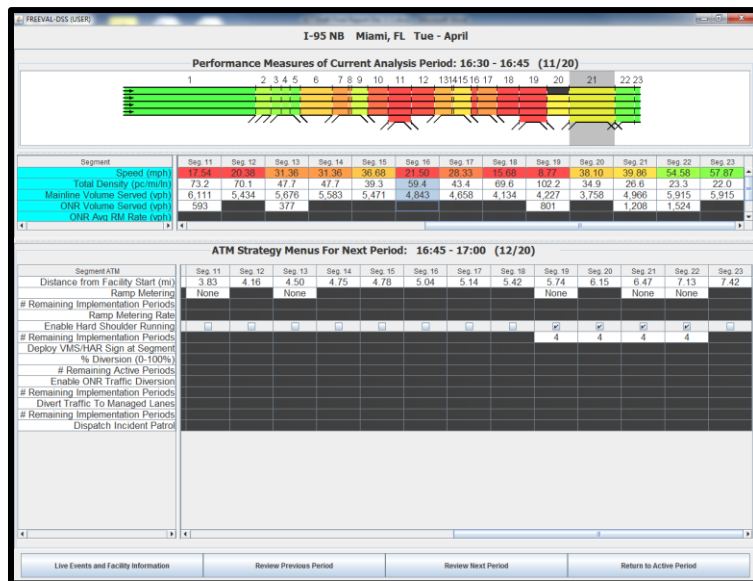 FREEVAL-DSS (USER)
I-95 NB Miami, FL Tue - April
Performance Measures of Current Analysis Period: 16:30 - 16:45 (11/20)
1 2 3 4 5 6 7 8 9 10 11 12 13 14 15 16 17 18 19 20 21 22 23
Segment Seg. 11 Seg. 12 Seg. 13 Seg. 14 Seg. 15 Seg. 16 Seg. 17 Seg. 18 Seg. 19 Seg. 20 Seg. 21 Seg. 22 Seg. 23
Speed (mph) 17.54 20.38 31.36 31.36 36.68 21.50 28.33 15.68 8.77 38.10 39.86 54.58 57.87
Total Density (pc/mi/ln) 73.2 70.1 47.7 47.7 39.3 59.4 43.4 69.6 102.2 34.9 26.6 23.3 22.0
Mainline Volume Served (vph) 6,111 5,434 5,676 5,583 5,471 4,843 4,658 4,134 4,227 3,758 4,966 5,915 5,915
ONR Volume Served (vph) 593 377 801 1,208 1,524
ONR Avg RM Rate (vph)
ATM Strategy Menus For Next Period: 16:45 - 17:00 (12/20)
Segment ATM Seg. 11 Seg. 12 Seg. 13 Seg. 14 Seg. 15 Seg. 16 Seg. 17 Seg. 18 Seg. 19 Seg. 20 Seg. 21 Seg. 22 Seg. 23
Distance from Facility Start (mi) 3.83 4.16 4.50 4.75 4.78 5.04 5.14 5.42 5.74 6.15 6.47 7.13 7.42
Ramp Metering None None None None None
# Remaining Implementation Periods
Ramp Metering Rate
Enable Hard Shoulder Running
# Remaining Implementation Periods 4 4 4 4
Deploy VMS/HAR Sign at Segment
% Diversion (0-100%)
# Remaining Active Periods
Enable ONR Traffic Diversion
# Remaining Implementation Periods
Divert Traffic To Managed Lanes
# Remaining Implementation Periods
Dispatch Incident Patrol
Live Events and Facility Information
Review Previous Period
Review Next Period
Return to Active Period